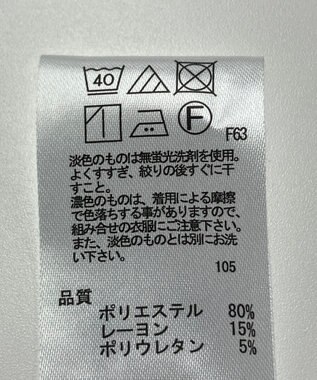 40
F F63
淡色のものは無蛍光洗剤を使用。
よくすすぎ、絞りの後すぐに干
すこと。
濃色のものは、着用による摩擦
で色落ちする事がありますので、
組み合せの衣服にご注意下さい。
また、淡色のものとは別にお洗
い下さい。
105
品質
ポリエステル 80%
レーヨン 15%
ポリウレタン 5%